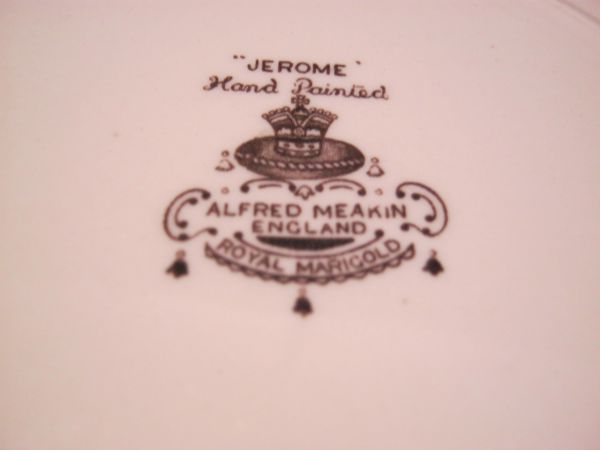 "JEROME"
Hand Painted
ALFRED MEAKIN
ENGLAND
ROYAL MARIGOLD